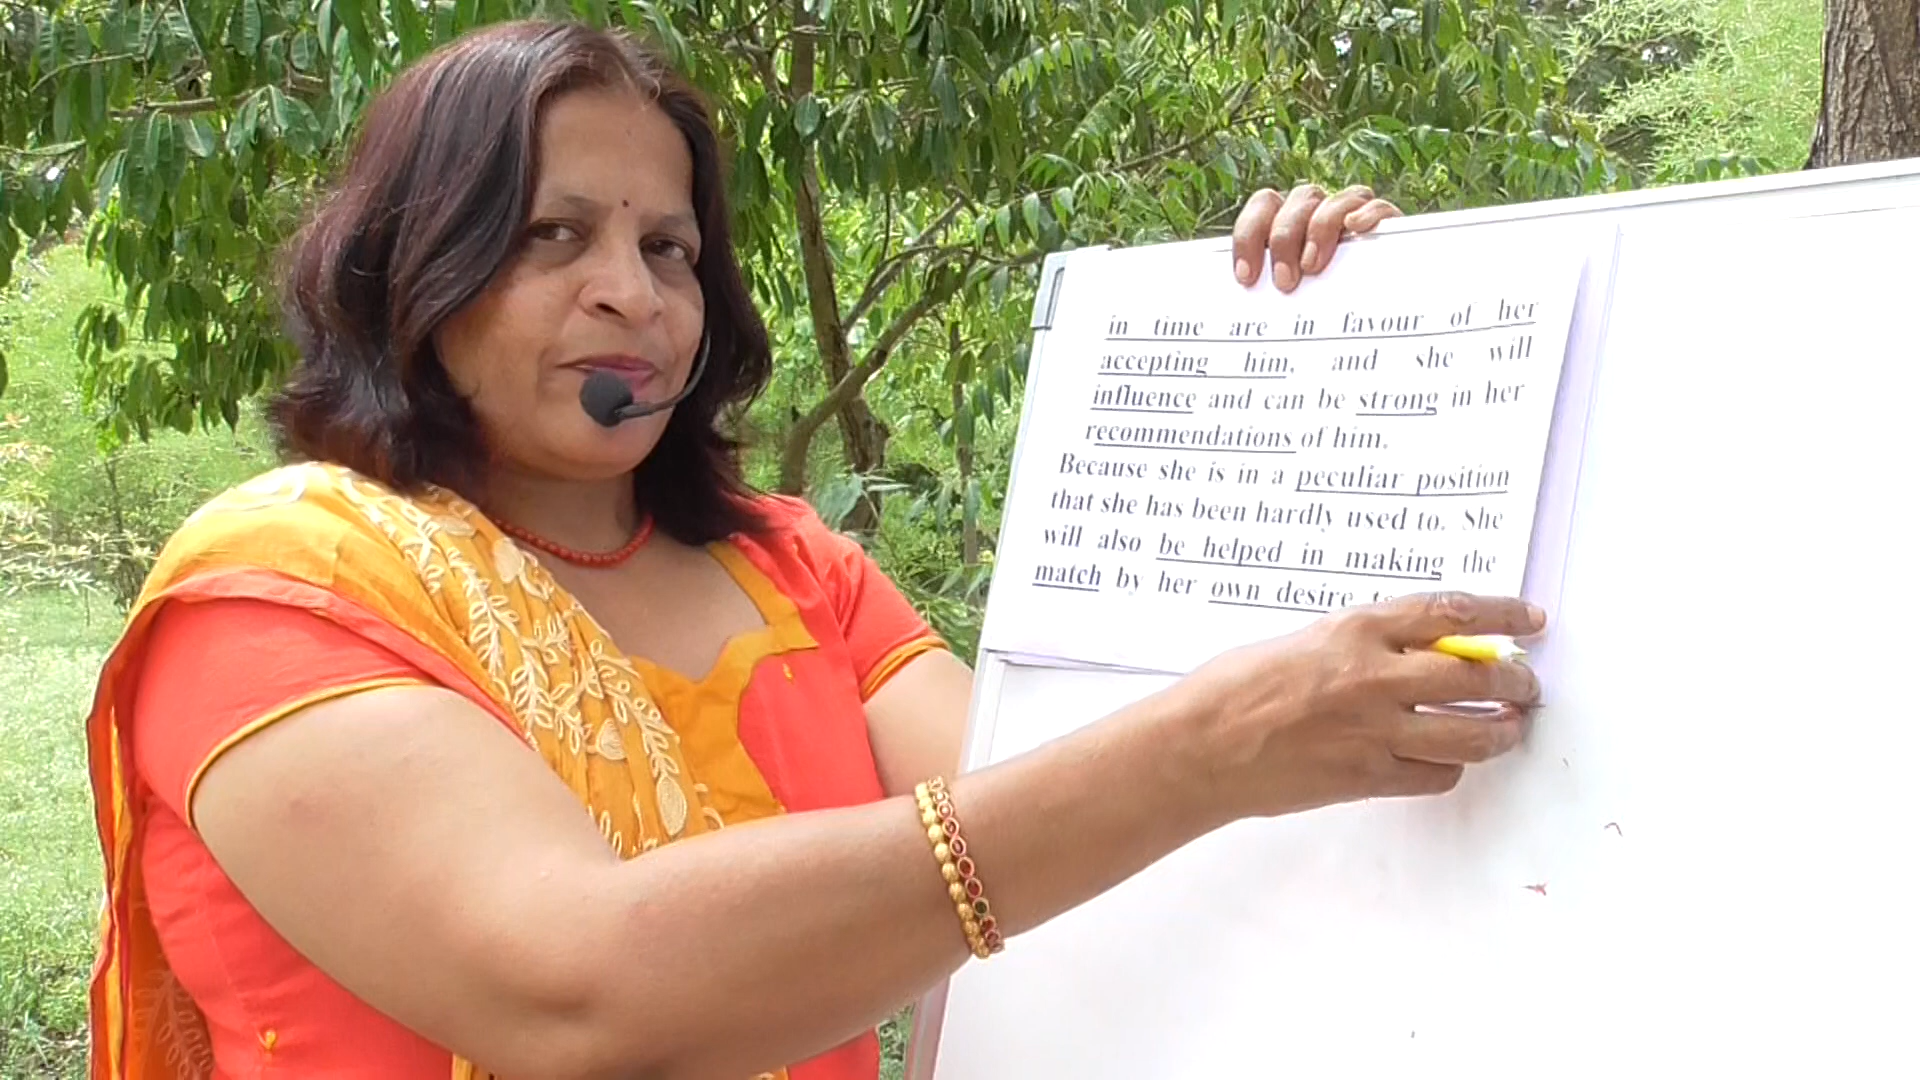 in time are in favour of her
accepting him, and she will
influence and can be strong in her
recommendations of him.
Because she is in a peculiar position
that she has been hardly used to. She
will also be helped in making the
match by her own desire